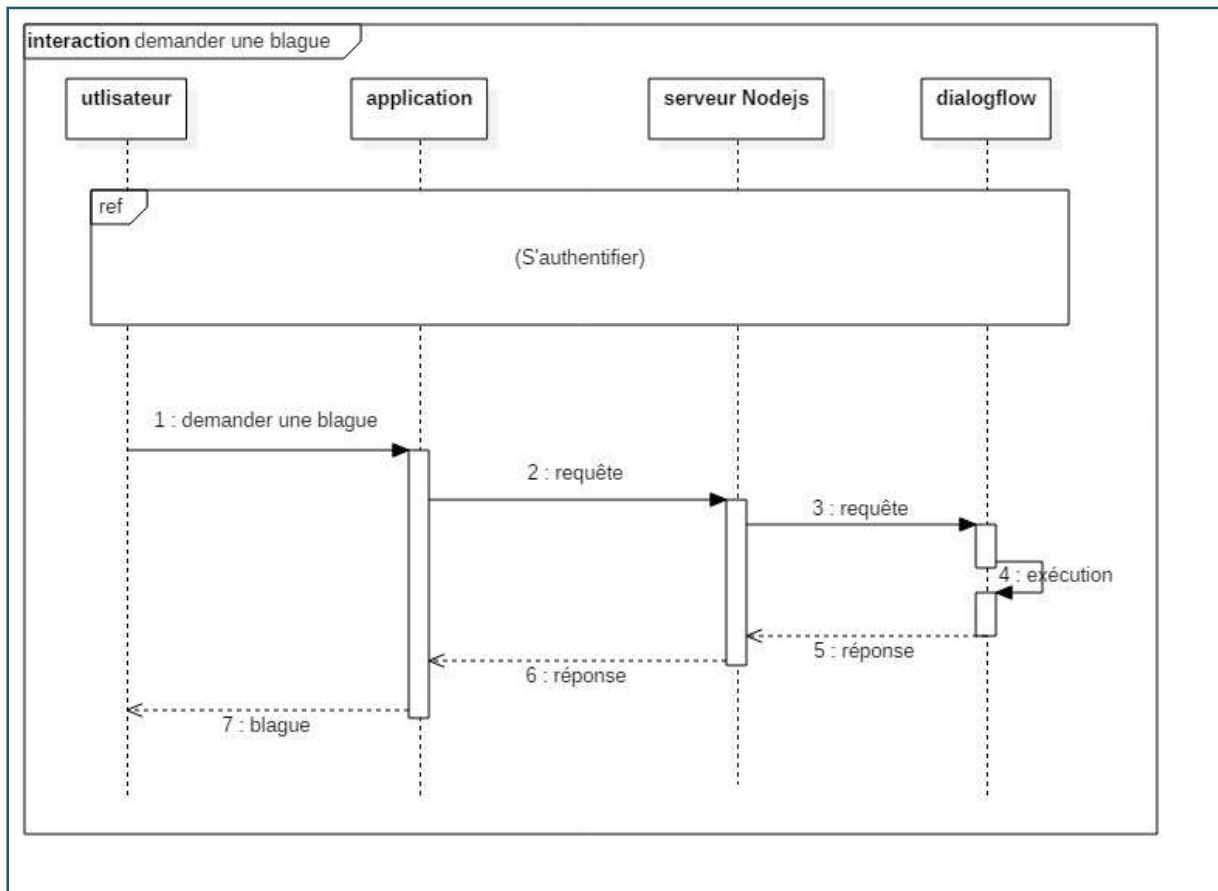 interaction demander une blague
utlisateur
application
serveur Nodejs
dialogflow
ref
(S'authentifier)
1 : demander une blague
2 : requête
3 : requête
4 : exécution
5 : réponse
6 : réponse
7 : blague